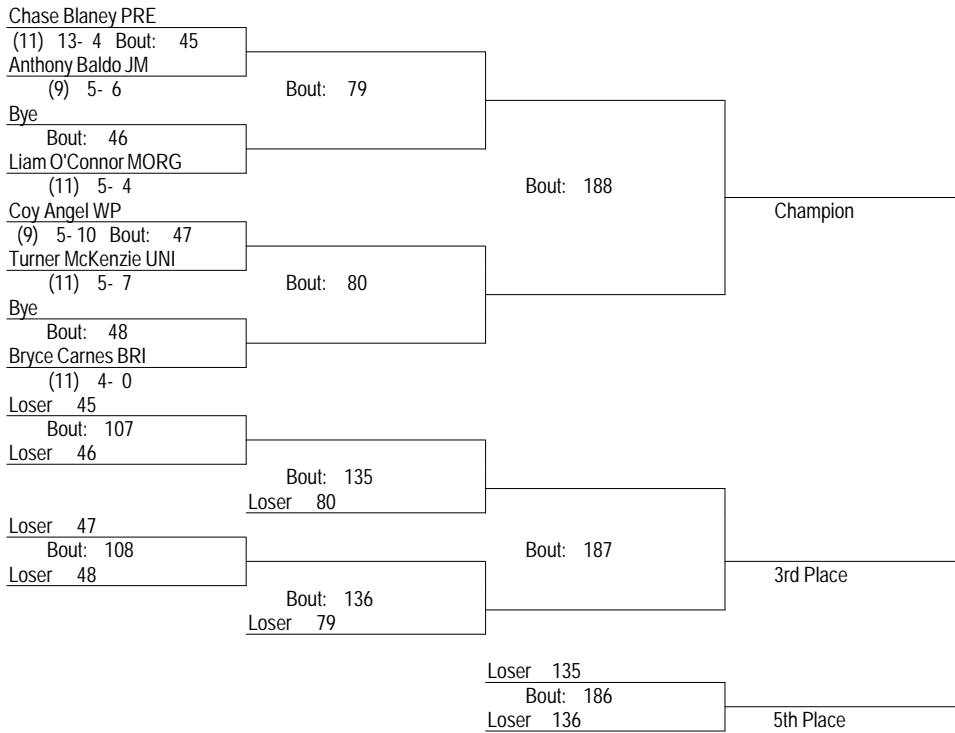 Chase Blaney PRE
(11) 13- 4 Bout: 45
Anthony Baldo JM
(9) 5- 6
Bout: 79
Bye
Bout: 46
Liam O'Connor MORG
(11) 5- 4
Bout: 188
Coy Angel WP
Champion
(9) 5- 10 Bout: 47
Turner McKenzie UNI
(11) 5- 7
Bout: 80
Bye
Bout: 48
Bryce Carnes BRI
(11) 4- 0
Loser 45
Bout: 107
Loser 46
Bout: 135
Loser 80
Loser 47
Bout: 108
Bout: 187
Loser 48
3rd Place
Bout: 136
Loser 79
Loser 135
Bout: 186
Loser 136
5th Place